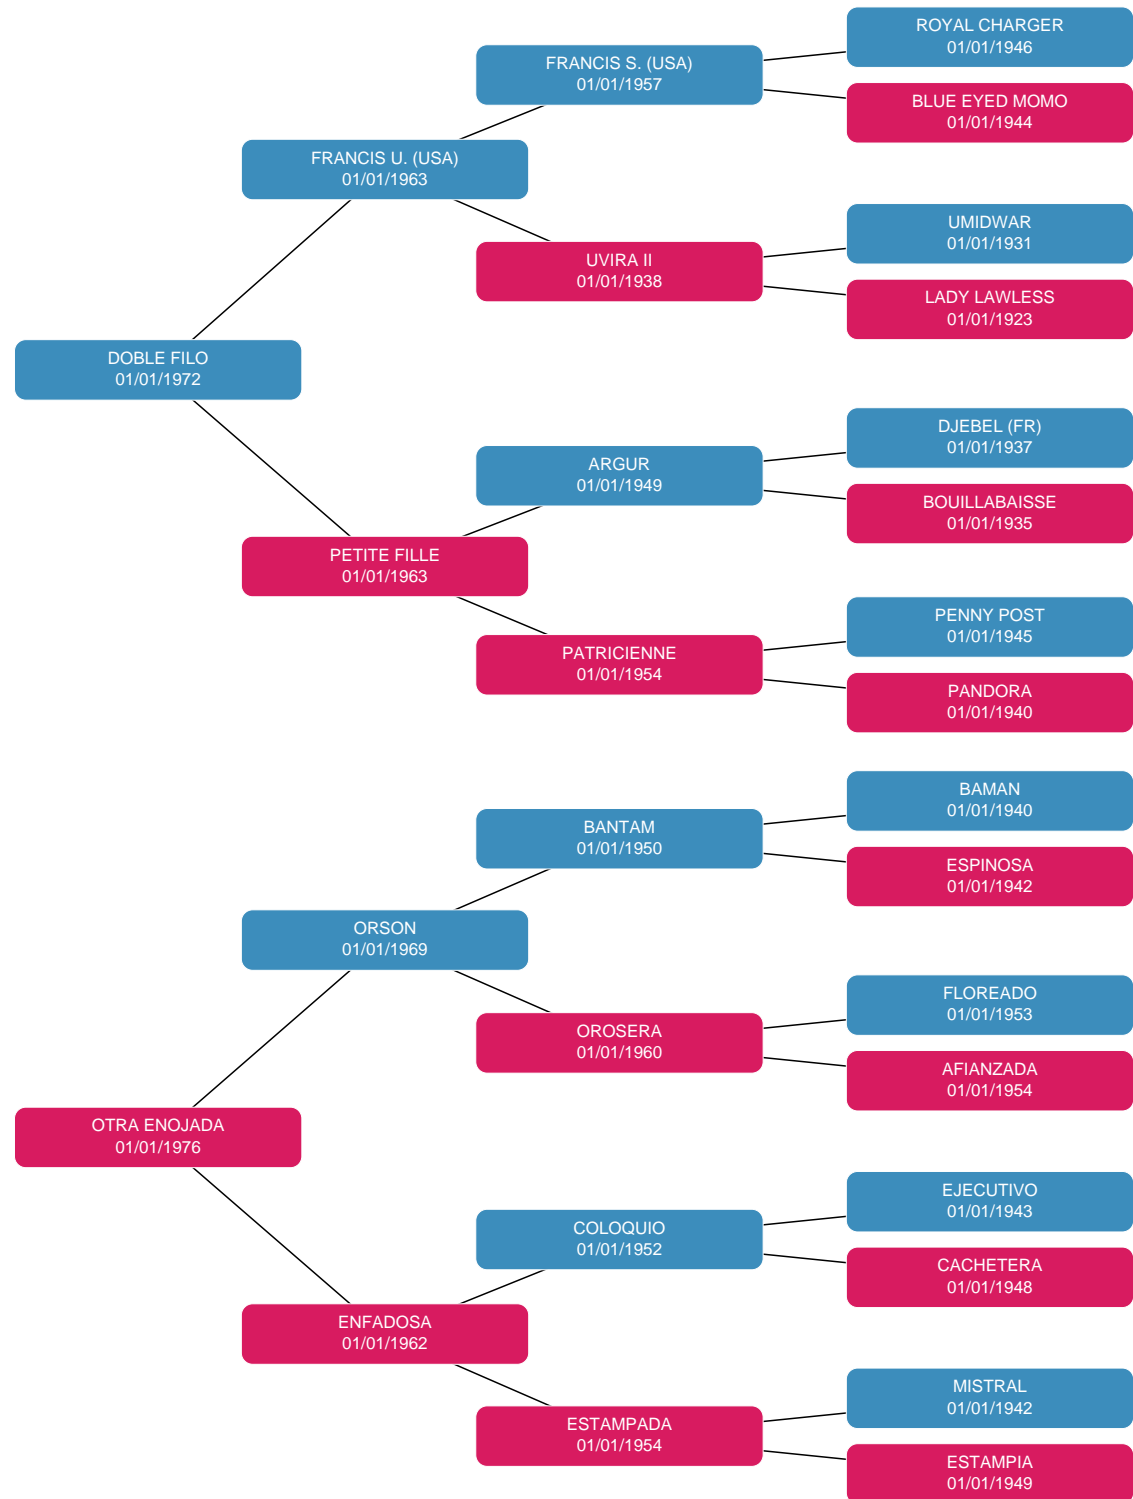 ROYAL CHARGER
01/01/1946
FRANCIS S. (USA)
01/01/1957
BLUE EYED MOMO
01/01/1944
FRANCIS U. (USA)
01/01/1963
UMIDWAR
01/01/1931
UVIRA II
01/01/1938
LADY LAWLESS
01/01/1923
DOBLE FILO
01/01/1972
DJEBEL (FR)
01/01/1937
ARGUR
01/01/1949
BOUILLABAISSE
01/01/1935
PETITE FILLE
01/01/1963
PENNY POST
01/01/1945
PATRICIENNE
01/01/1954
PANDORA
01/01/1940
BAMAN
01/01/1940
BANTAM
01/01/1950
ESPINOSA
01/01/1942
ORSON
01/01/1969
FLOREADO
01/01/1953
OROSERA
01/01/1960
AFIANZADA
01/01/1954
OTRA ENOJADA
01/01/1976
EJECUTIVO
01/01/1943
COLOQUIO
01/01/1952
CACHETERA
01/01/1948
ENFADOSA
01/01/1962
MISTRAL
01/01/1942
ESTAMPADA
01/01/1954
ESTAMPIA
01/01/1949